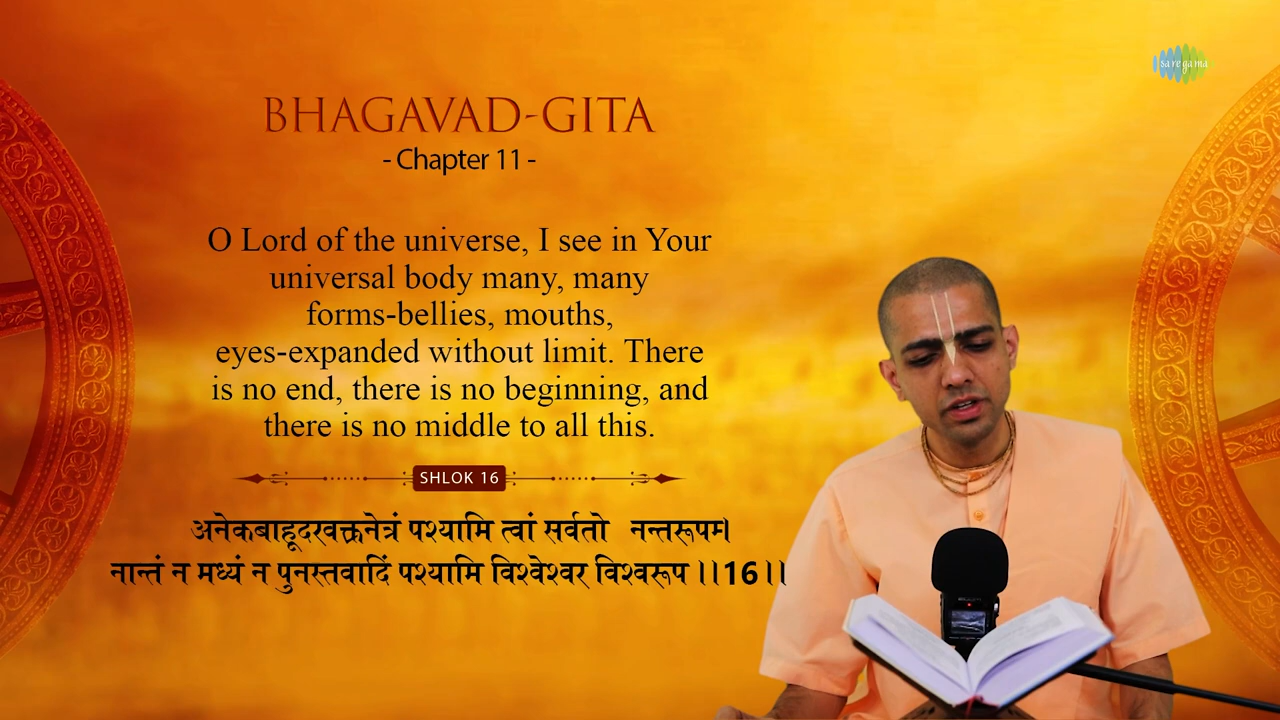 saregama
BHAGAVAD-GITA
- Chapter 11 -
O Lord of the universe, I see in Your
universal body many, many
forms-bellies, mouths,
eyes-expanded without limit. There
is no end, there is no beginning, and
there is no middle to all this.
SHLOK 16
अनेकबाहूदरवक्त्रनेत्रं पश्यामि त्वां सर्वतो नन्तरूपम्।
नान्तं न मध्यं न पुनस्तवादिं पश्यामि विश्वेश्वर विश्वरूप ।।16।।